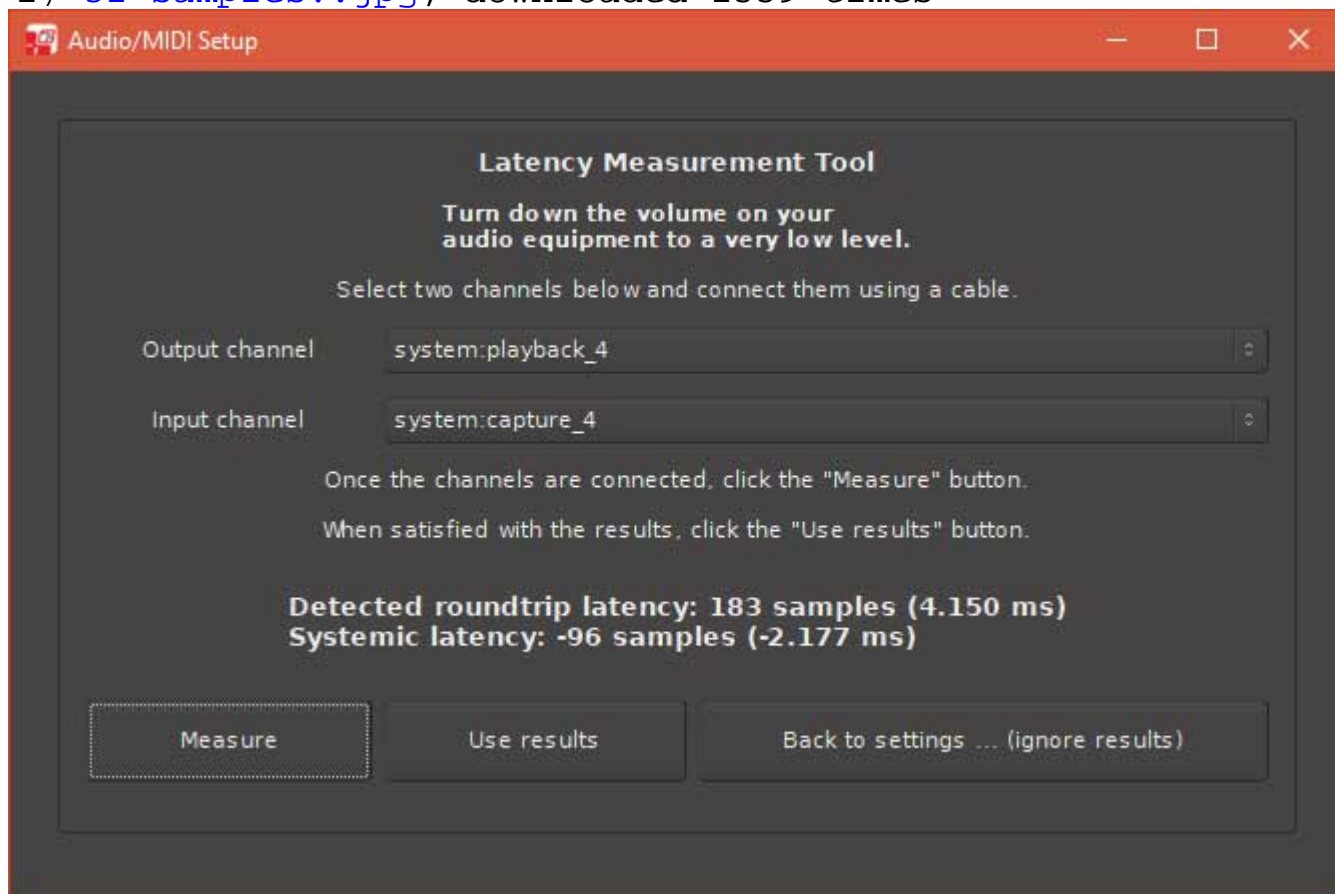 Audio/MIDI Setup
Latency Measurement Tool
Turn down the volume on your
audio equipment to a very low level.
Select two channels below and connect them using a cable.
Output channel system:playback_4
Input channel system:capture_4
Once the channels are connected, click the "Measure" button.
When satisfied with the results, click the "Use results" button.
Detected roundtrip latency: 183 samples (4.150 ms)
Systemic latency: -96 samples (-2.177 ms)
Measure Use results Back to settings ... (ignore results)